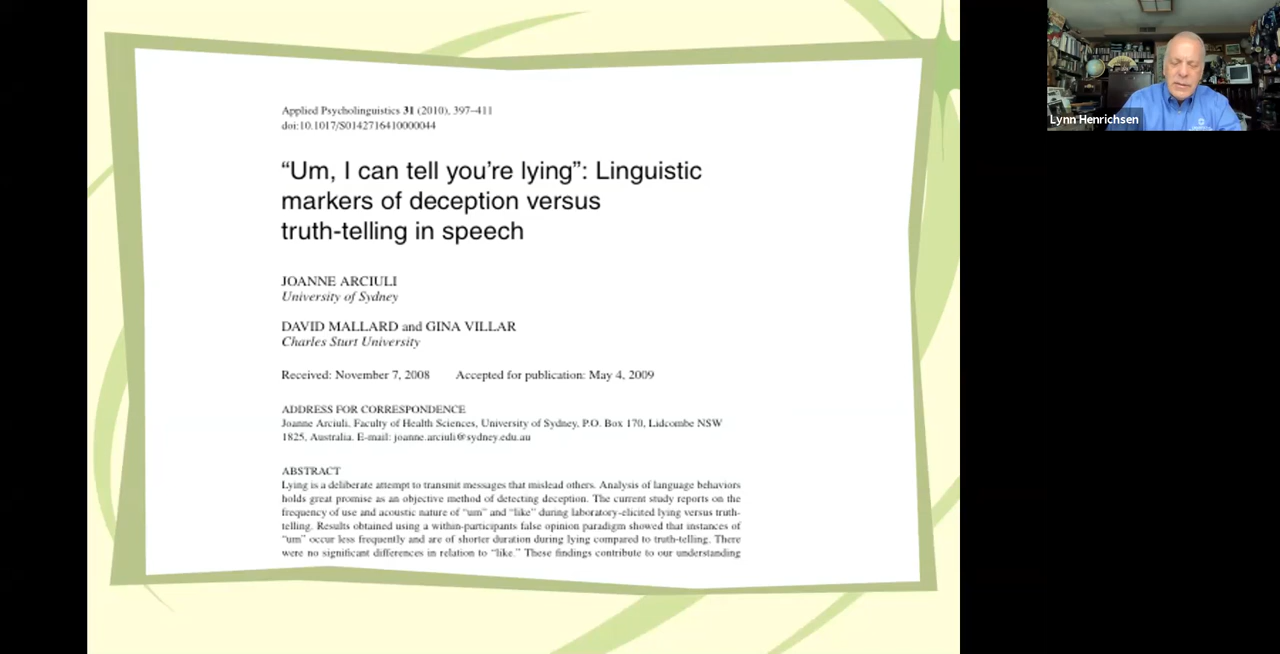 Applied Psycholinguistics 31 (2010), 397–411
doi:10.1017/S0142716410000044
“Um, I can tell you’re lying”: Linguistic
markers of deception versus
truth-telling in speech
JOANNE ARCIULI
University of Sydney
DAVID MALLARD and GINA VILLAR
Charles Sturt University
Received: November 7, 2008 Accepted for publication: May 4, 2009
ADDRESS FOR CORRESPONDENCE
Joanne Arciuli, Faculty of Health Sciences, University of Sydney, P.O. Box 170, Lidcombe NSW
1825, Australia. E-mail: joanne.arciuli@sydney.edu.au
ABSTRACT
Lying is a deliberate attempt to transmit messages that mislead others. Analysis of language behaviors
holds great promise as an objective method of detecting deception. The current study reports on the
frequency of use and acoustic nature of “um” and “like” during laboratory-elicited lying versus truth-
telling. Results obtained using a within-participants false opinion paradigm showed that instances of
“um” occur less frequently and are of shorter duration during lying compared to truth-telling. There
were no significant differences in relation to “like.” These findings contribute to our understanding
Lynn Henrichsen